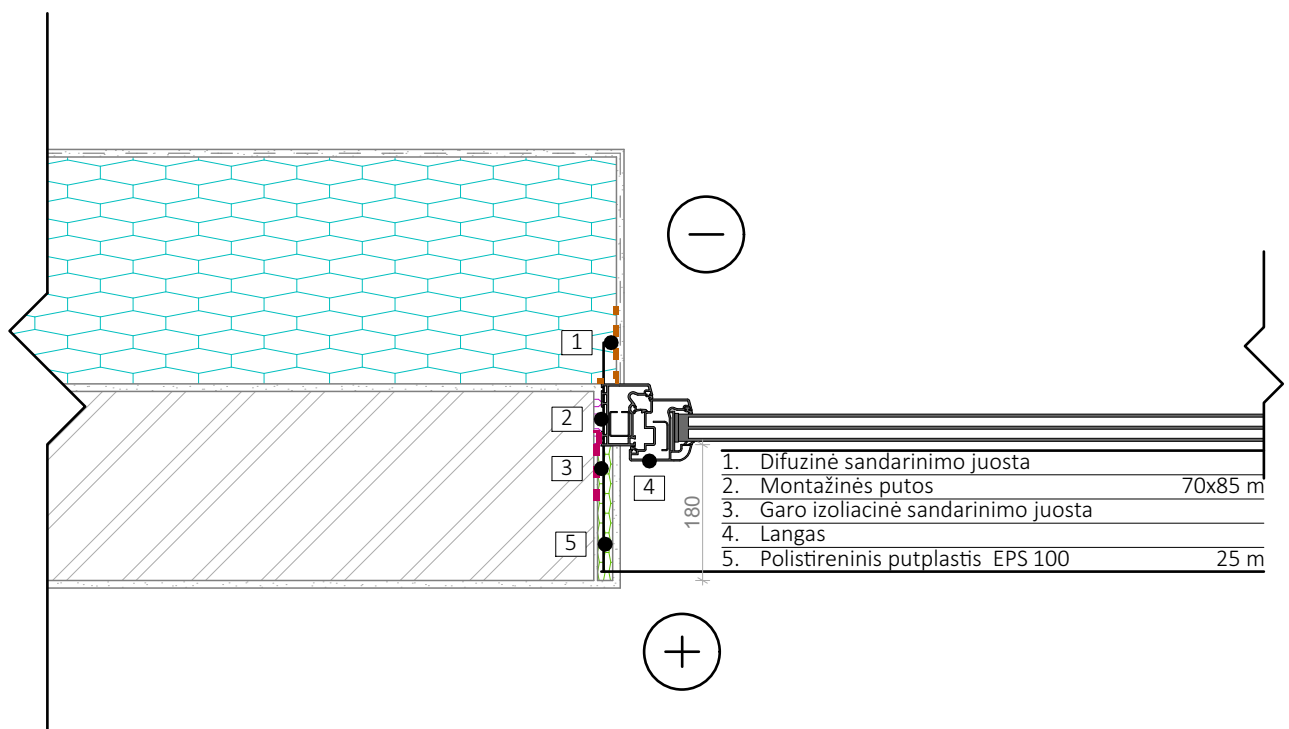 1
2
3
4
5
180
1. Difuzinė sandarinimo juosta
2. Montažinės putos 70x85 m
3. Garo izoliacinė sandarinimo juosta
4. Langas
5. Polistireninis putplastis EPS 100 25 m